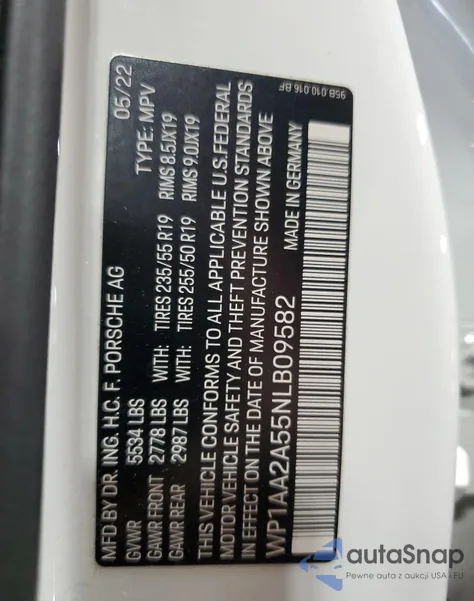 MFD BY DR. ING. H.C. F. PORSCHE AG 05/22
GVWR 5534 LBS TYPE: MPV
GAWR FRONT 2778 LBS WITH: TIRES 235/55 R19 RIMS 8.5JX19
GAWR REAR 2987 LBS WITH: TIRES 255/50 R19 RIMS 9.0JX19
THIS VEHICLE CONFORMS TO ALL APPLICABLE U.S. FEDERAL
MOTOR VEHICLE SAFETY AND THEFT PREVENTION STANDARDS
IN EFFECT ON THE DATE OF MANUFACTURE SHOWN ABOVE
WP1AA2A55NLB09582 MADE IN GERMANY
95B.010.016.BF
autoSnap
Pewne auta z aukcji USA i EU